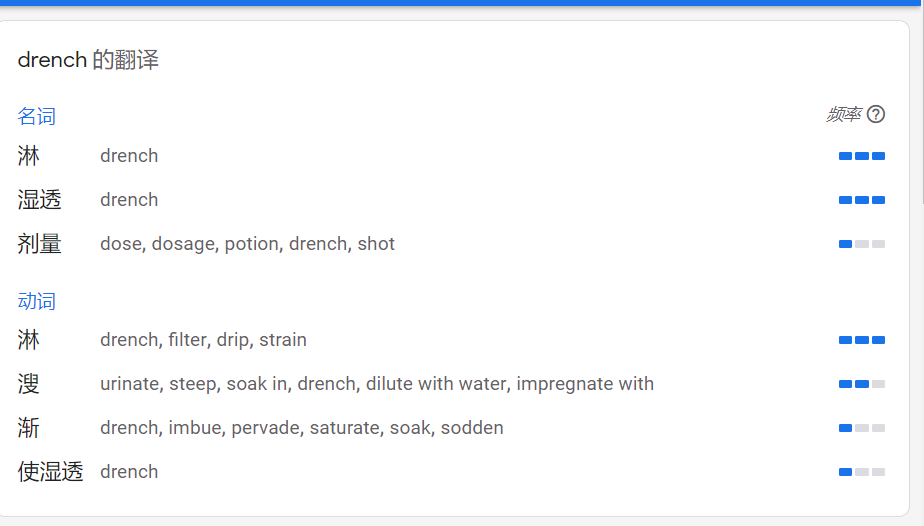 drench 的翻译
名词 频率
淋 drench
湿透 drench
剂量 dose, dosage, potion, drench, shot
动词
淋 drench, filter, drip, strain
溲 urinate, steep, soak in, drench, dilute with water, impregnate with
渐 drench, imbue, pervade, saturate, soak, sodden
使湿透 drench